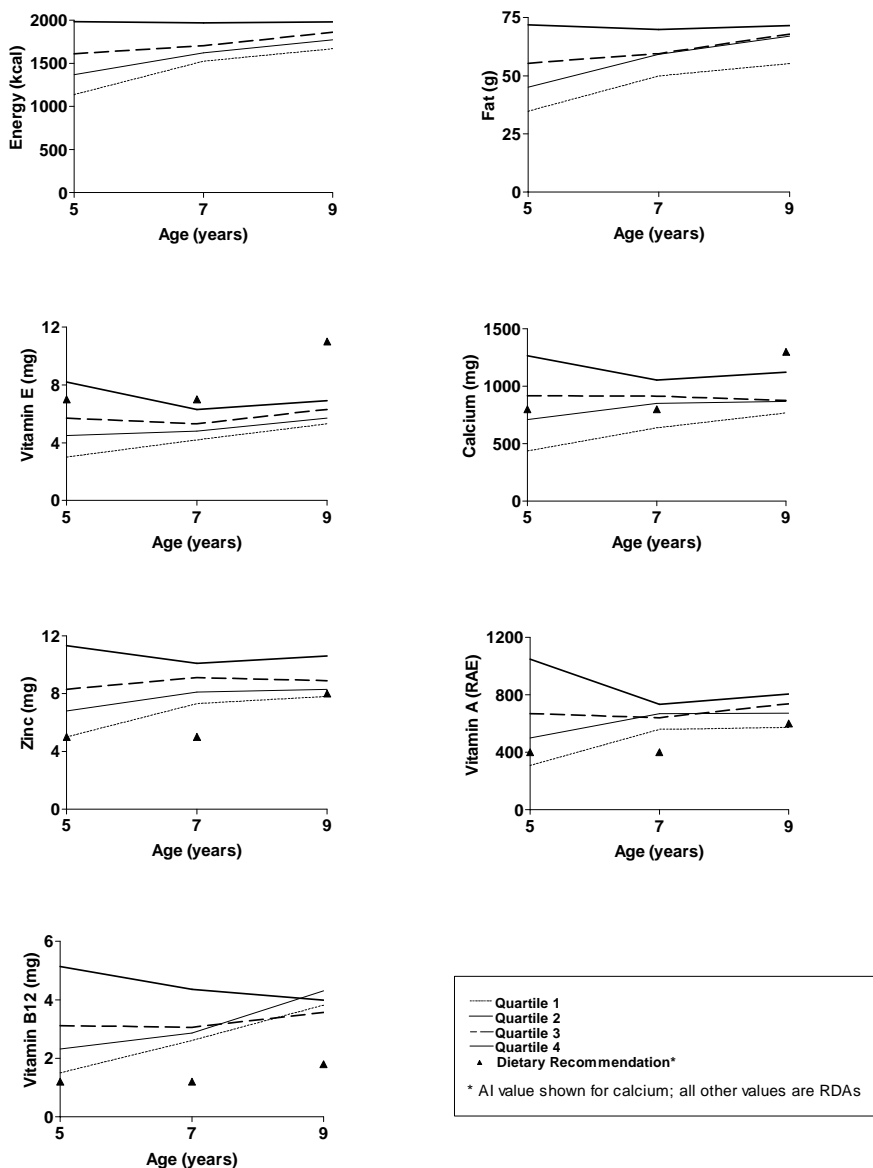 2000
1500
1000
500
0
Energy (kcal)
5
7
9
Age (years)
75
50
25
0
Fat (g)
5
7
9
Age (years)
12
8
4
0
Vitamin E (mg)
5
7
9
Age (years)
1500
1000
500
0
Calcium (mg)
5
7
9
Age (years)
12
8
4
0
Zinc (mg)
5
7
9
Age (years)
1200
800
400
0
Vitamin A (RAE)
5
7
9
Age (years)
6
4
2
0
Vitamin B12 (mg)
5
7
9
Age (years)
Quartile 1
Quartile 2
Quartile 3
Quartile 4
Dietary Recommendation*
* AI value shown for calcium; all other values are RDAs